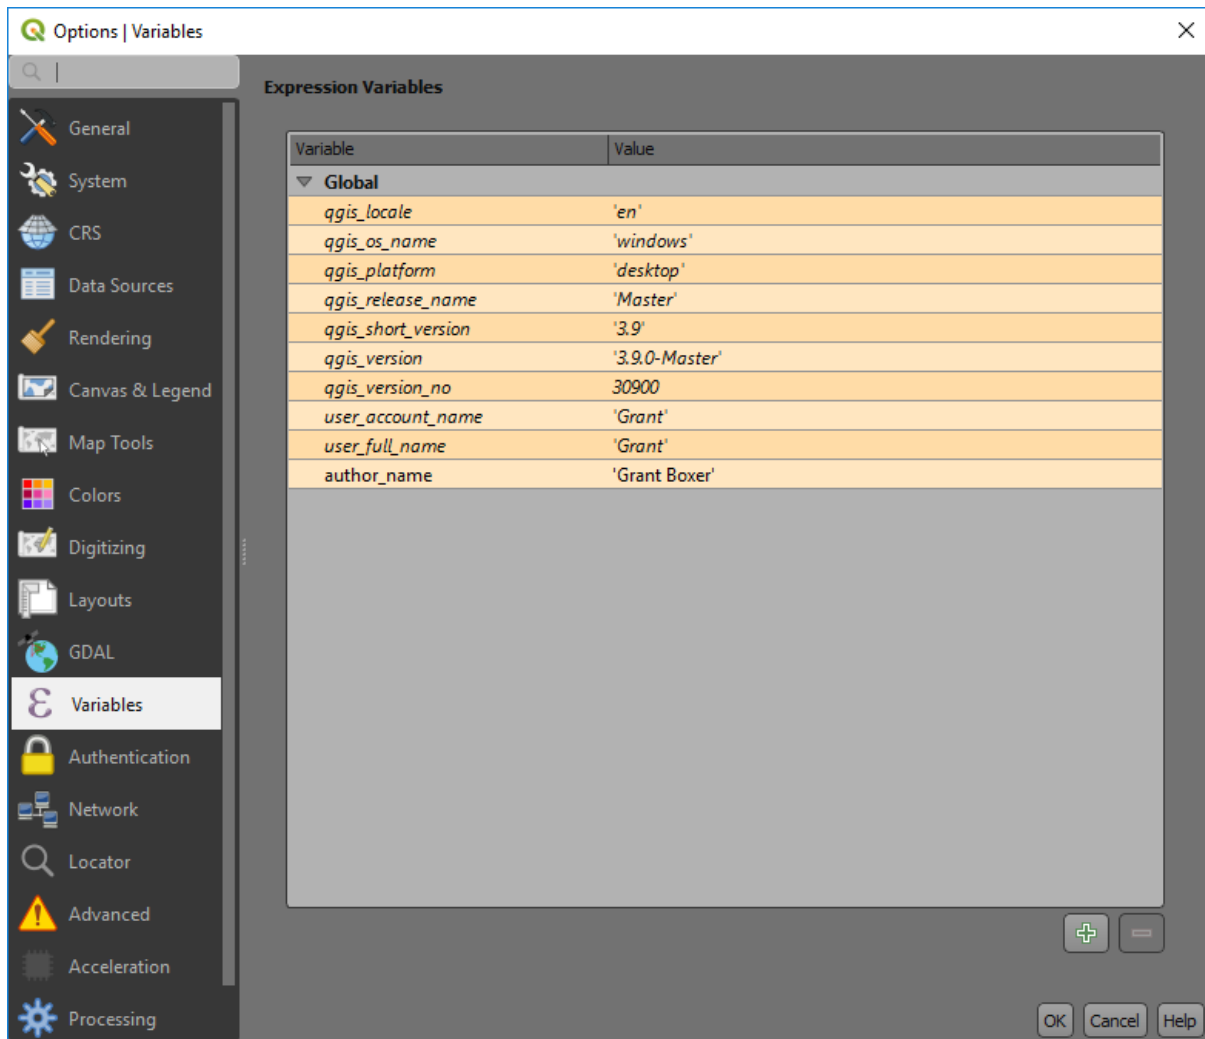 Options | Variables
General
System
CRS
Data Sources
Rendering
Canvas & Legend
Map Tools
Colors
Digitizing
Layouts
GDAL
Variables
Authentication
Network
Locator
Advanced
Acceleration
Processing
Expression Variables
Variable Value
Global
qgis_locale 'en'
qgis_os_name 'windows'
qgis_platform 'desktop'
qgis_release_name 'Master'
qgis_short_version '3.9'
qgis_version '3.9.0-Master'
qgis_version_no 30900
user_account_name 'Grant'
user_full_name 'Grant'
author_name 'Grant Boxer'
OK Cancel Help